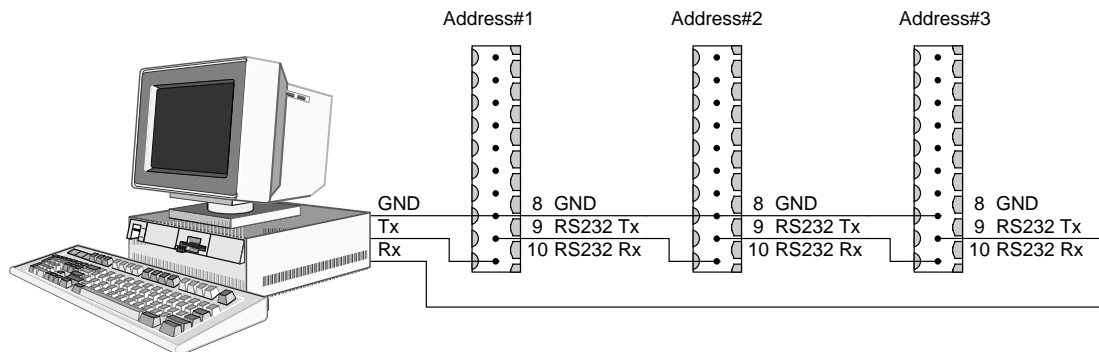 Address#1 Address#2 Address#3
GND 8 GND 8 GND 8 GND
Tx 9 RS232 Tx 9 RS232 Tx 9 RS232 Tx
Rx 10 RS232 Rx 10 RS232 Rx 10 RS232 Rx